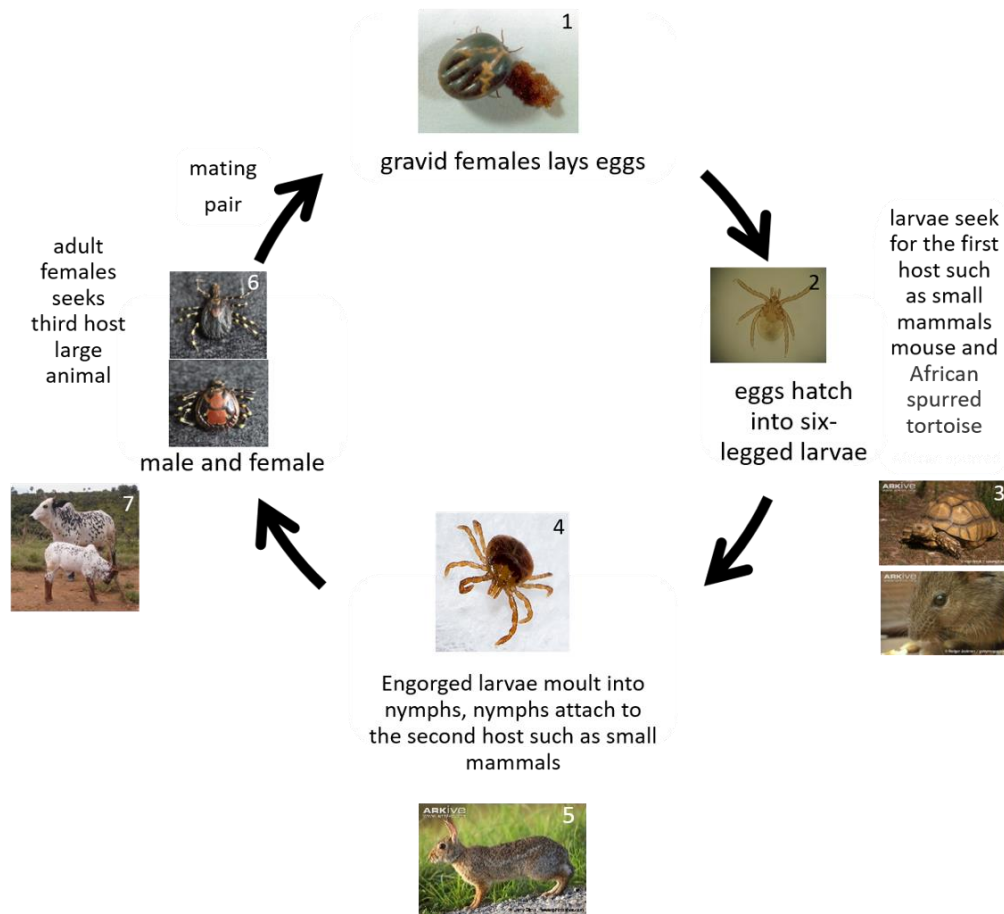 1
gravid females lays eggs
mating
pair
adult
females
seeks
third host
large
animal
6
male and female
7
2
eggs hatch
into six-
legged larvae
larvae seek
for the first
host such
as small
mammals
mouse and
African
spurred
tortoise
ARKIVE
3
ARKIVE
4
Engorged larvae moult into
nymphs, nymphs attach to
the second host such as small
mammals
ARKIVE
5